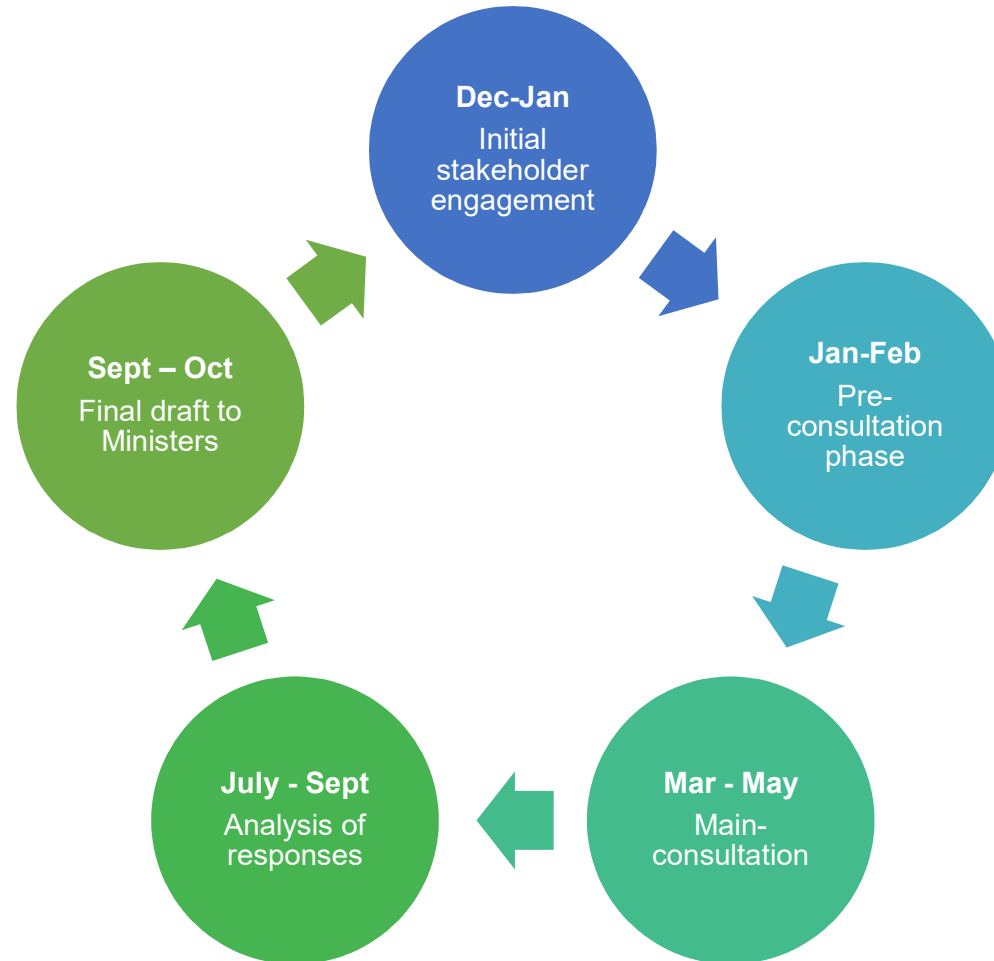 Dec-Jan
Initial
stakeholder
engagement
Jan-Feb
Pre-
consultation
phase
Mar - May
Main-
consultation
July - Sept
Analysis of
responses
Sept – Oct
Final draft to
Ministers